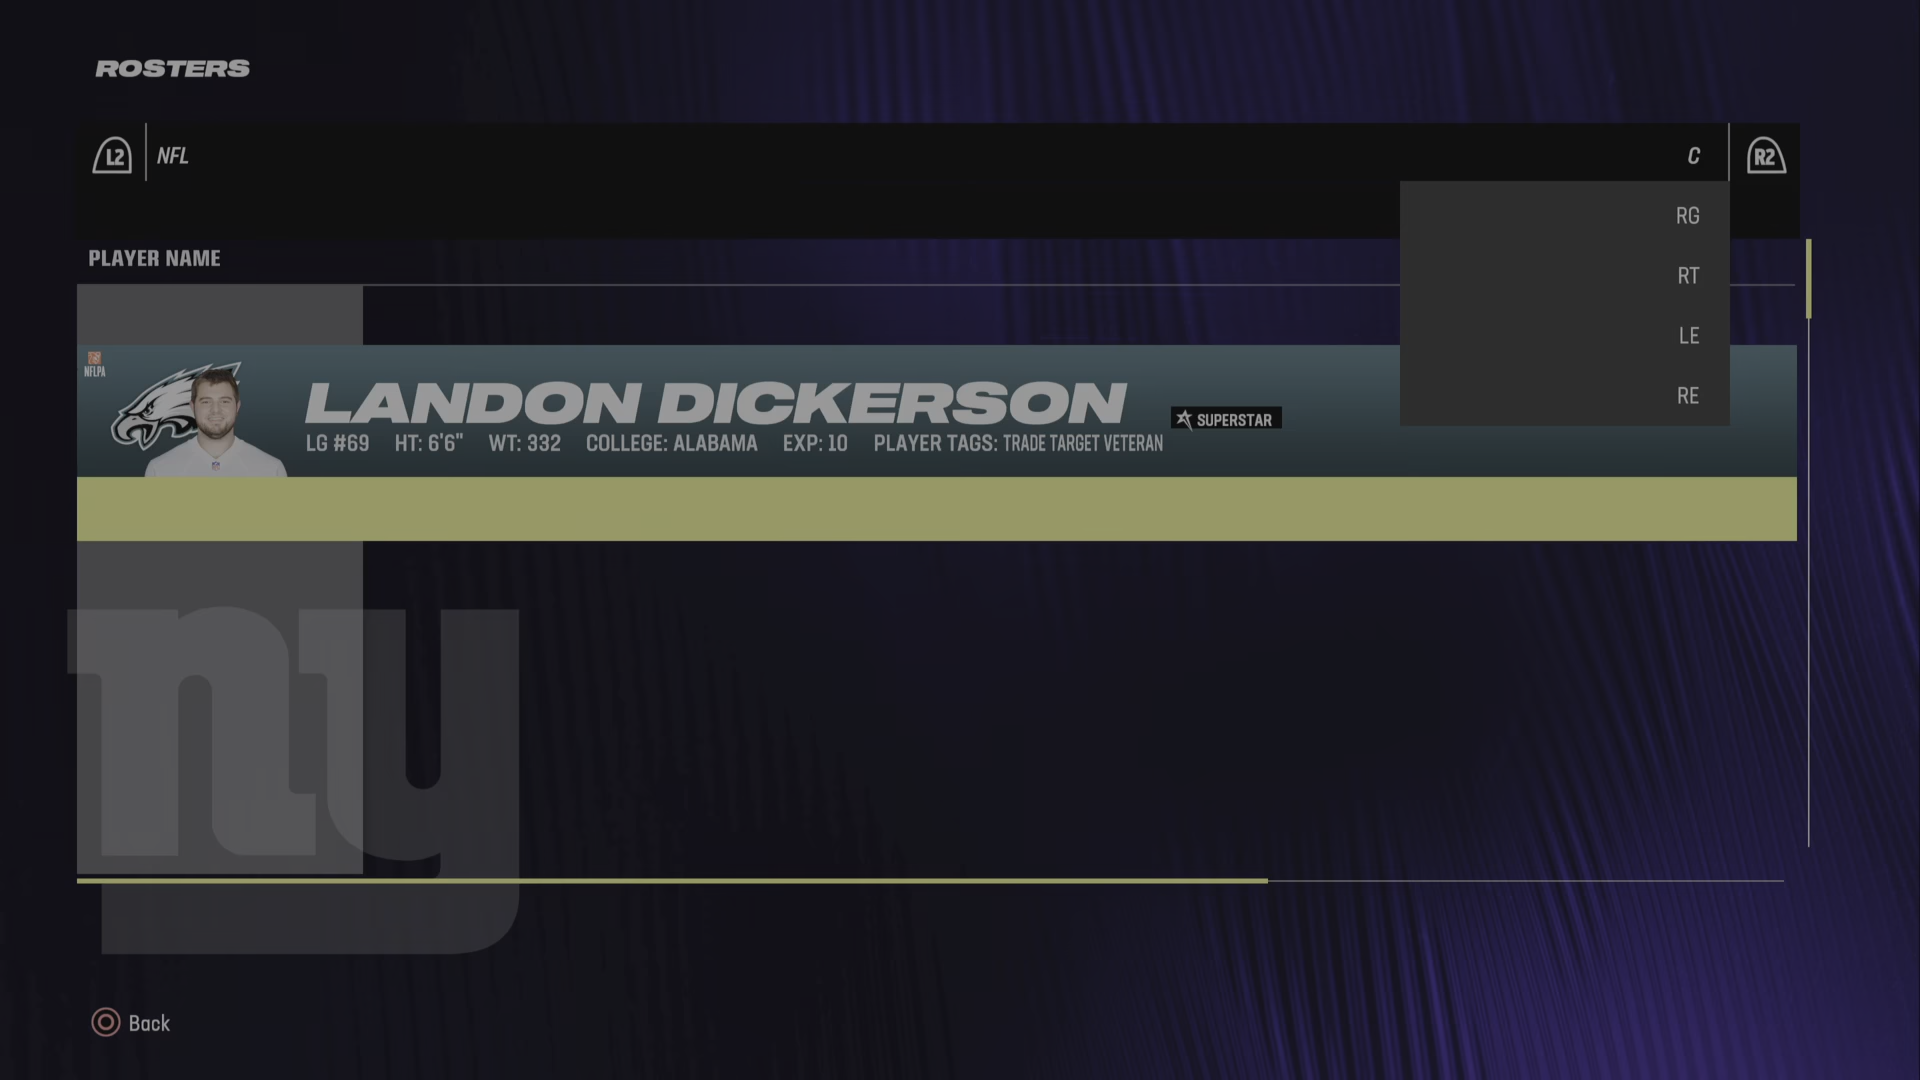 ROSTERS
L2 NFL C R2
RG
PLAYER NAME
RT
LE
NFLPA
LANDON DICKERSON
RE
SUPERSTAR
LG #69 HT: 6'6" WT: 332 COLLEGE: ALABAMA EXP: 10 PLAYER TAGS: TRADE TARGET VETERAN
ny
Back